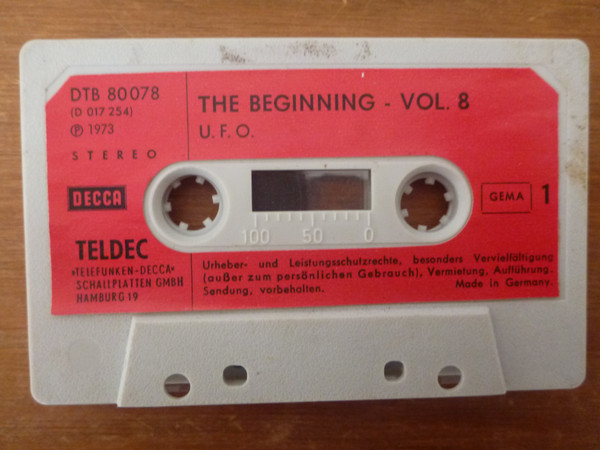 DTB 80078
(D 017 254)
℗ 1973
STEREO
DECCA
TELDEC
»TELEFUNKEN-DECCA«
SCHALLPLATTEN GMBH
HAMBURG 19
THE BEGINNING - VOL. 8
U. F. O.
100 50 0
GEMA 1
Urheber- und Leistungsschutzrechte, besonders Vervielfältigung
(außer zum persönlichen Gebrauch), Vermietung, Aufführung,
Sendung, vorbehalten. Made in Germany.